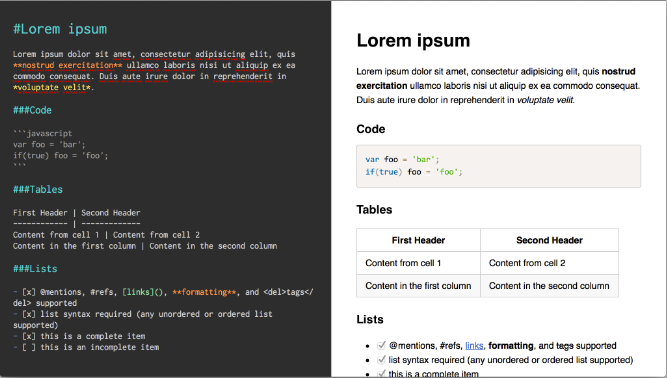 #Lorem ipsum
Lorem ipsum dolor sit amet, consectetur adipisicing elit, quis
**nostrud exercitation** ullamco laboris nisi ut aliquip ex ea
commodo consequat. Duis aute irure dolor in reprehenderit in
*voluptate velit*.
###Code
```javascript
var foo = 'bar';
if(true) foo = 'foo';
```
###Tables
First Header | Second Header
------------ | -------------
Content from cell 1 | Content from cell 2
Content in the first column | Content in the second column
###Lists
- [x] @mentions, #refs, [links](), **formatting**, and <del>tags</
del> supported
- [x] list syntax required (any unordered or ordered list
supported)
- [x] this is a complete item
- [ ] this is an incomplete item
Lorem ipsum
Lorem ipsum dolor sit amet, consectetur adipisicing elit, quis nostrud
exercitation ullamco laboris nisi ut aliquip ex ea commodo consequat.
Duis aute irure dolor in reprehenderit in voluptate velit.
Code
var foo = 'bar';
if(true) foo = 'foo';
Tables
First Header Second Header
Content from cell 1 Content from cell 2
Content in the first column Content in the second column
Lists
@mentions, #refs, links, formatting, and tags supported
list syntax required (any unordered or ordered list supported)
this is a complete item